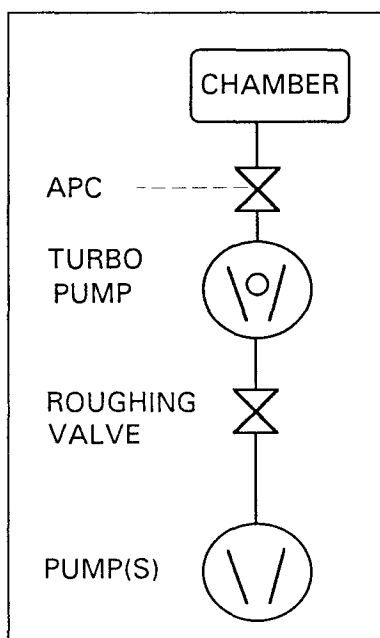 CHAMBER
APC
TURBO
PUMP
ROUGHING
VALVE
PUMP(S)